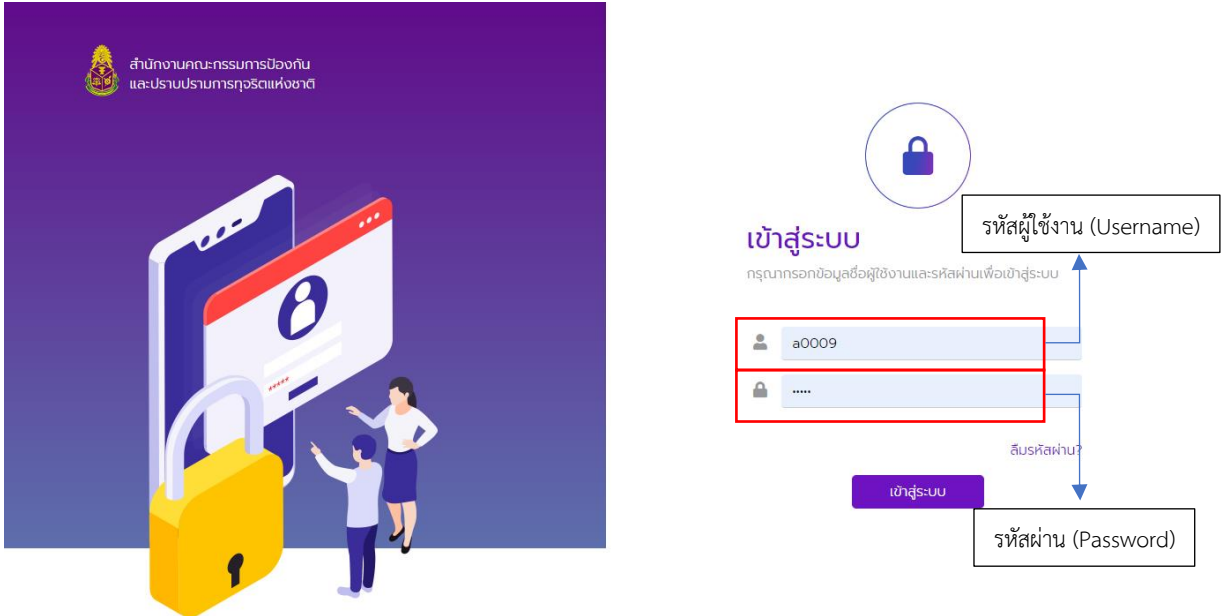 สำนักงานคณะกรรมการป้องกัน
และปราบปรามการทุจริตแห่งชาติ
รหัสผู้ใช้งาน (Username)
เข้าสู่ระบบ
กรุณากรอกข้อมูลชื่อผู้ใช้งานและรหัสผ่านเพื่อเข้าสู่ระบบ
a0009
•••••
ลืมรหัสผ่าน?
เข้าสู่ระบบ
รหัสผ่าน (Password)
*****